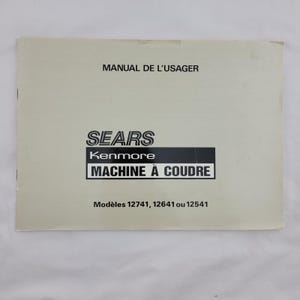 MANUAL DE L'USAGER
SEARS
Kenmore
MACHINE À COUDRE
Modèles 12741, 12641 ou 12541